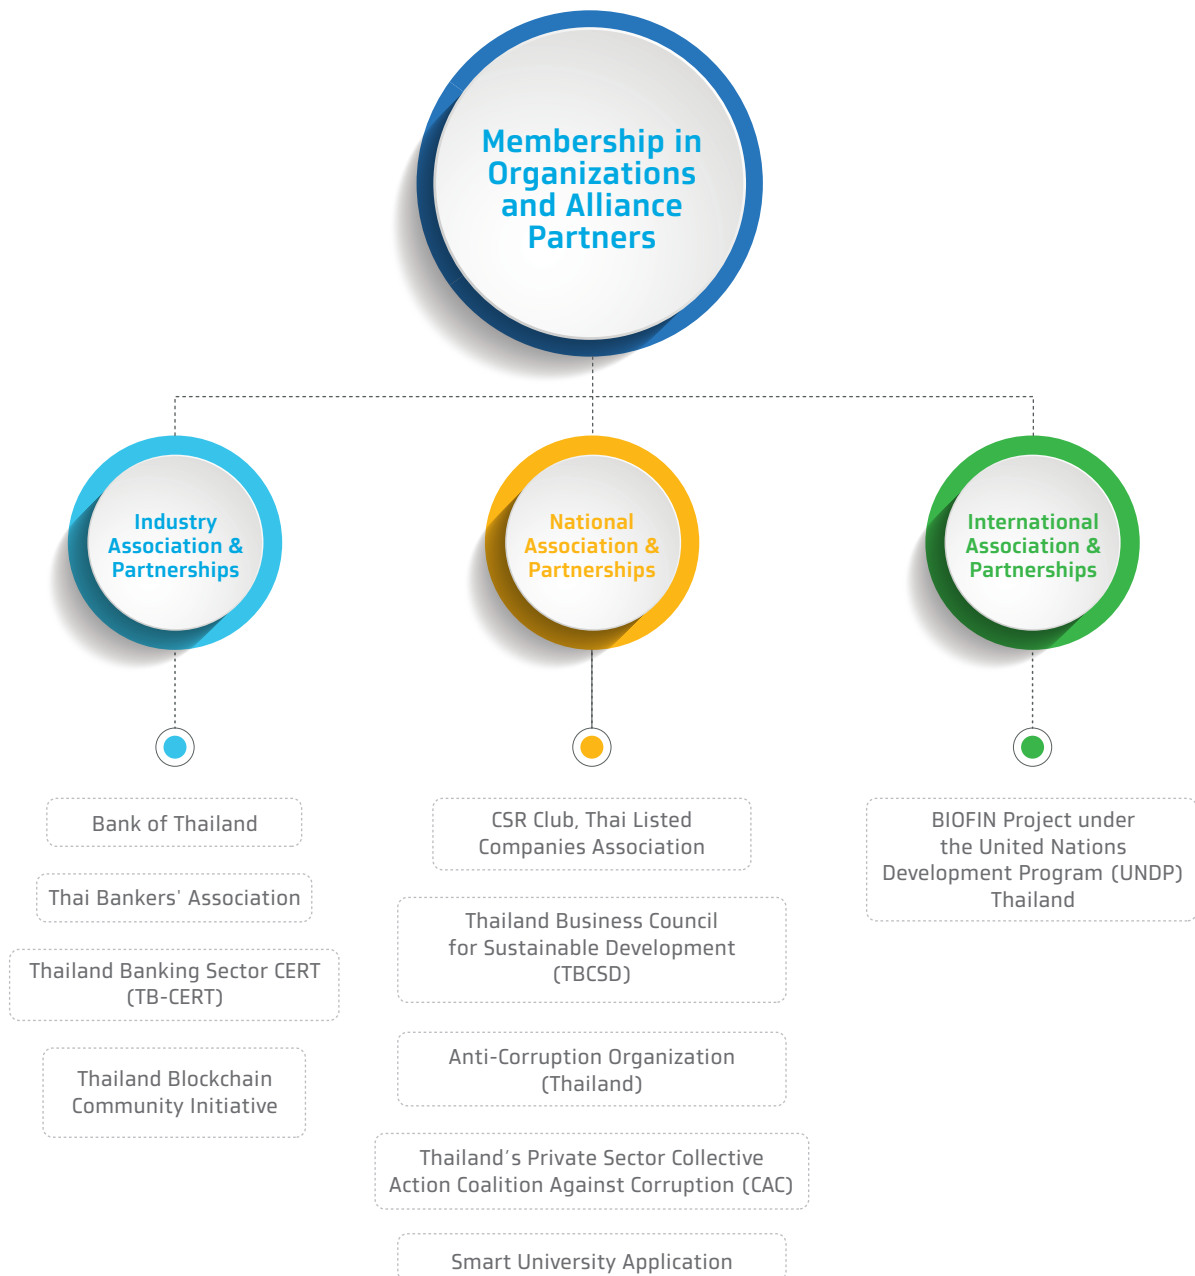 Membership in
Organizations
and Alliance
Partners
Industry
Association &
Partnerships
National
Association &
Partnerships
International
Association &
Partnerships
Bank of Thailand
Thai Bankers' Association
Thailand Banking Sector CERT
(TB-CERT)
Thailand Blockchain
Community Initiative
CSR Club, Thai Listed
Companies Association
Thailand Business Council
for Sustainable Development
(TBCSD)
Anti-Corruption Organization
(Thailand)
Thailand's Private Sector Collective
Action Coalition Against Corruption (CAC)
Smart University Application
BIOFIN Project under
the United Nations
Development Program (UNDP)
Thailand